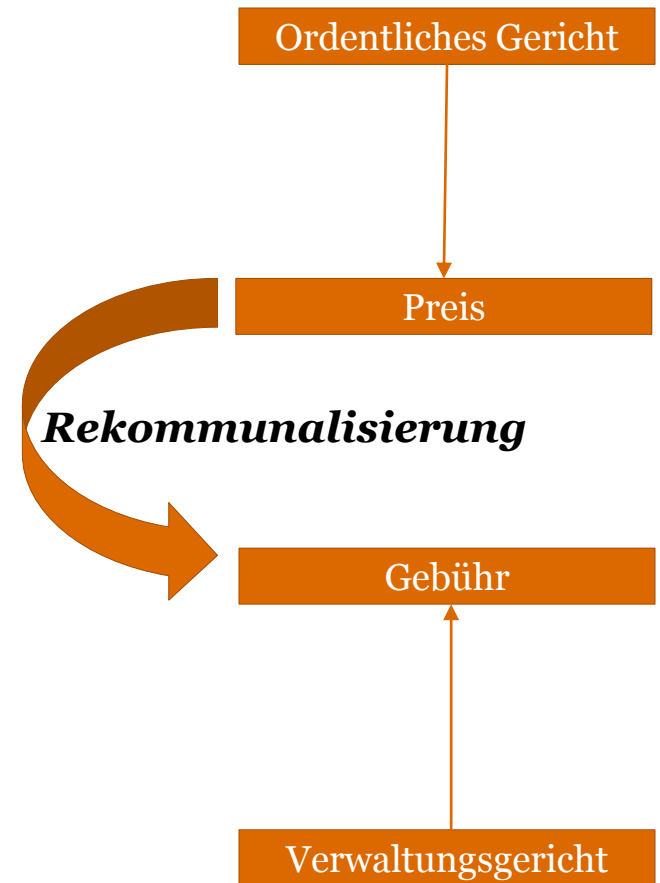 Ordentliches Gericht
Preis
Rekommunalisierung
Gebühr
Verwaltungsgericht